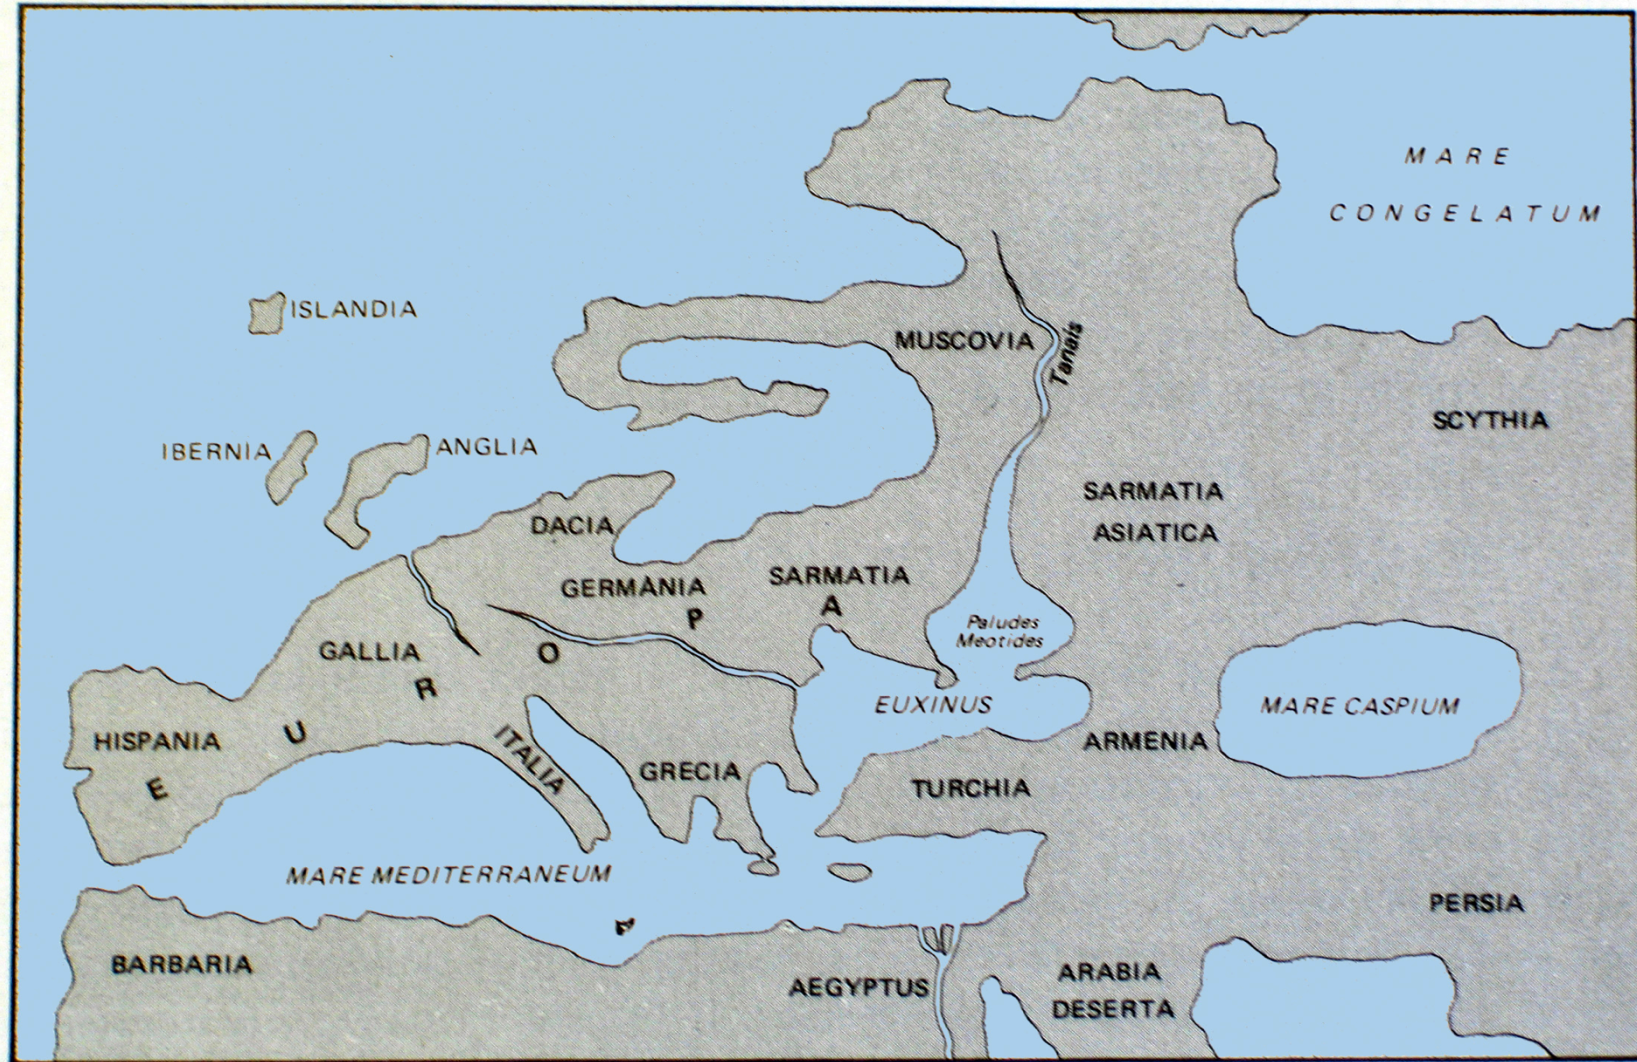 MARE
CONGELATUM
ISLANDIA
MUSCOVIA
Tanais
SCYTHIA
IBERNIA
ANGLIA
SARMATIA
ASIATICA
DACIA
GERMANIA
SARMATIA
Paludes
Meotides
GALLIA
EUROPA
EUXINUS
MARE CASPIUM
HISPANIA
ITALIA
GRECIA
ARMENIA
TURCHIA
MARE MEDITERRANEUM
PERSIA
BARBARIA
AEGYPTUS
ARABIA
DESERTA